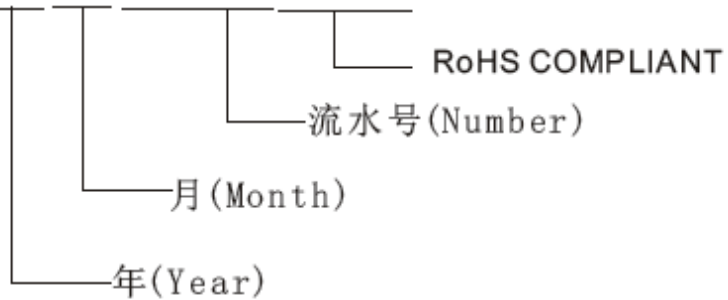 RoHS COMPLIANT
流水号(Number)
月(Month)
年(Year)